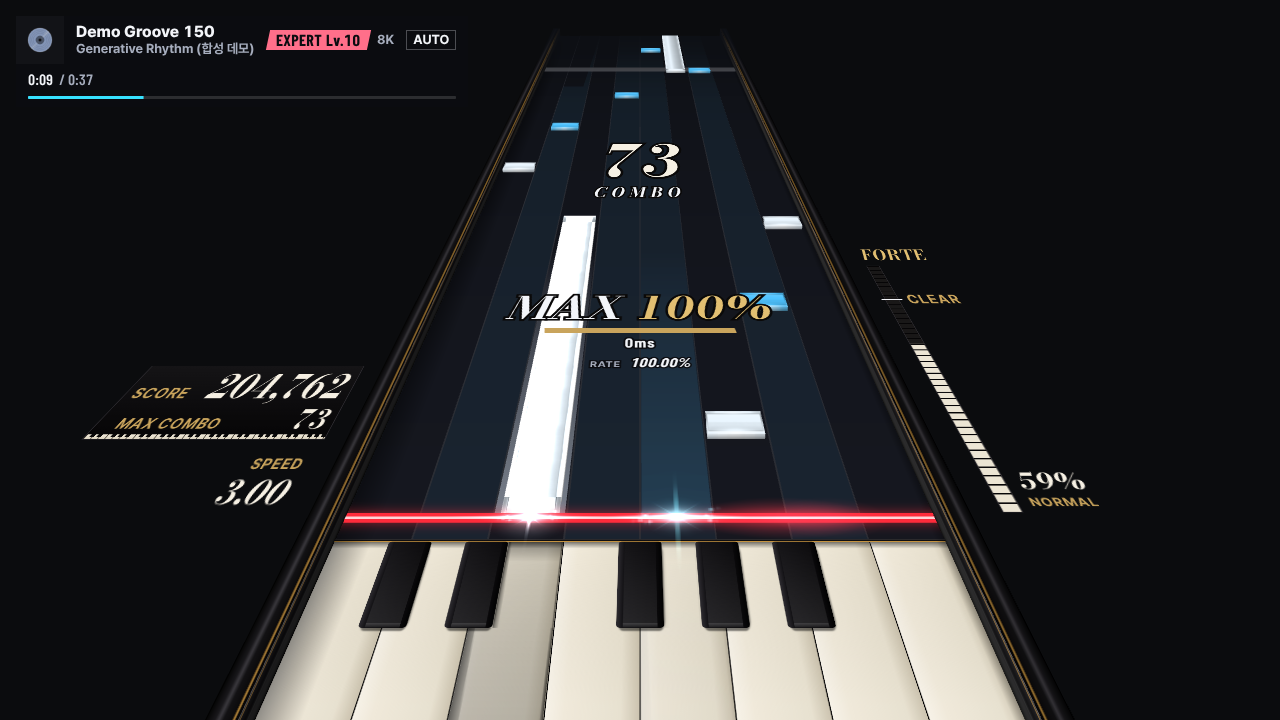 Demo Groove 150
Generative Rhythm (합성 데모)
EXPERT Lv.10 8K AUTO
0:09 / 0:37
73
COMBO
FORTE
CLEAR
MAX 100%
0ms
RATE 100.00%
SCORE 204,762
MAX COMBO 73
SPEED
3.00
59%
NORMAL